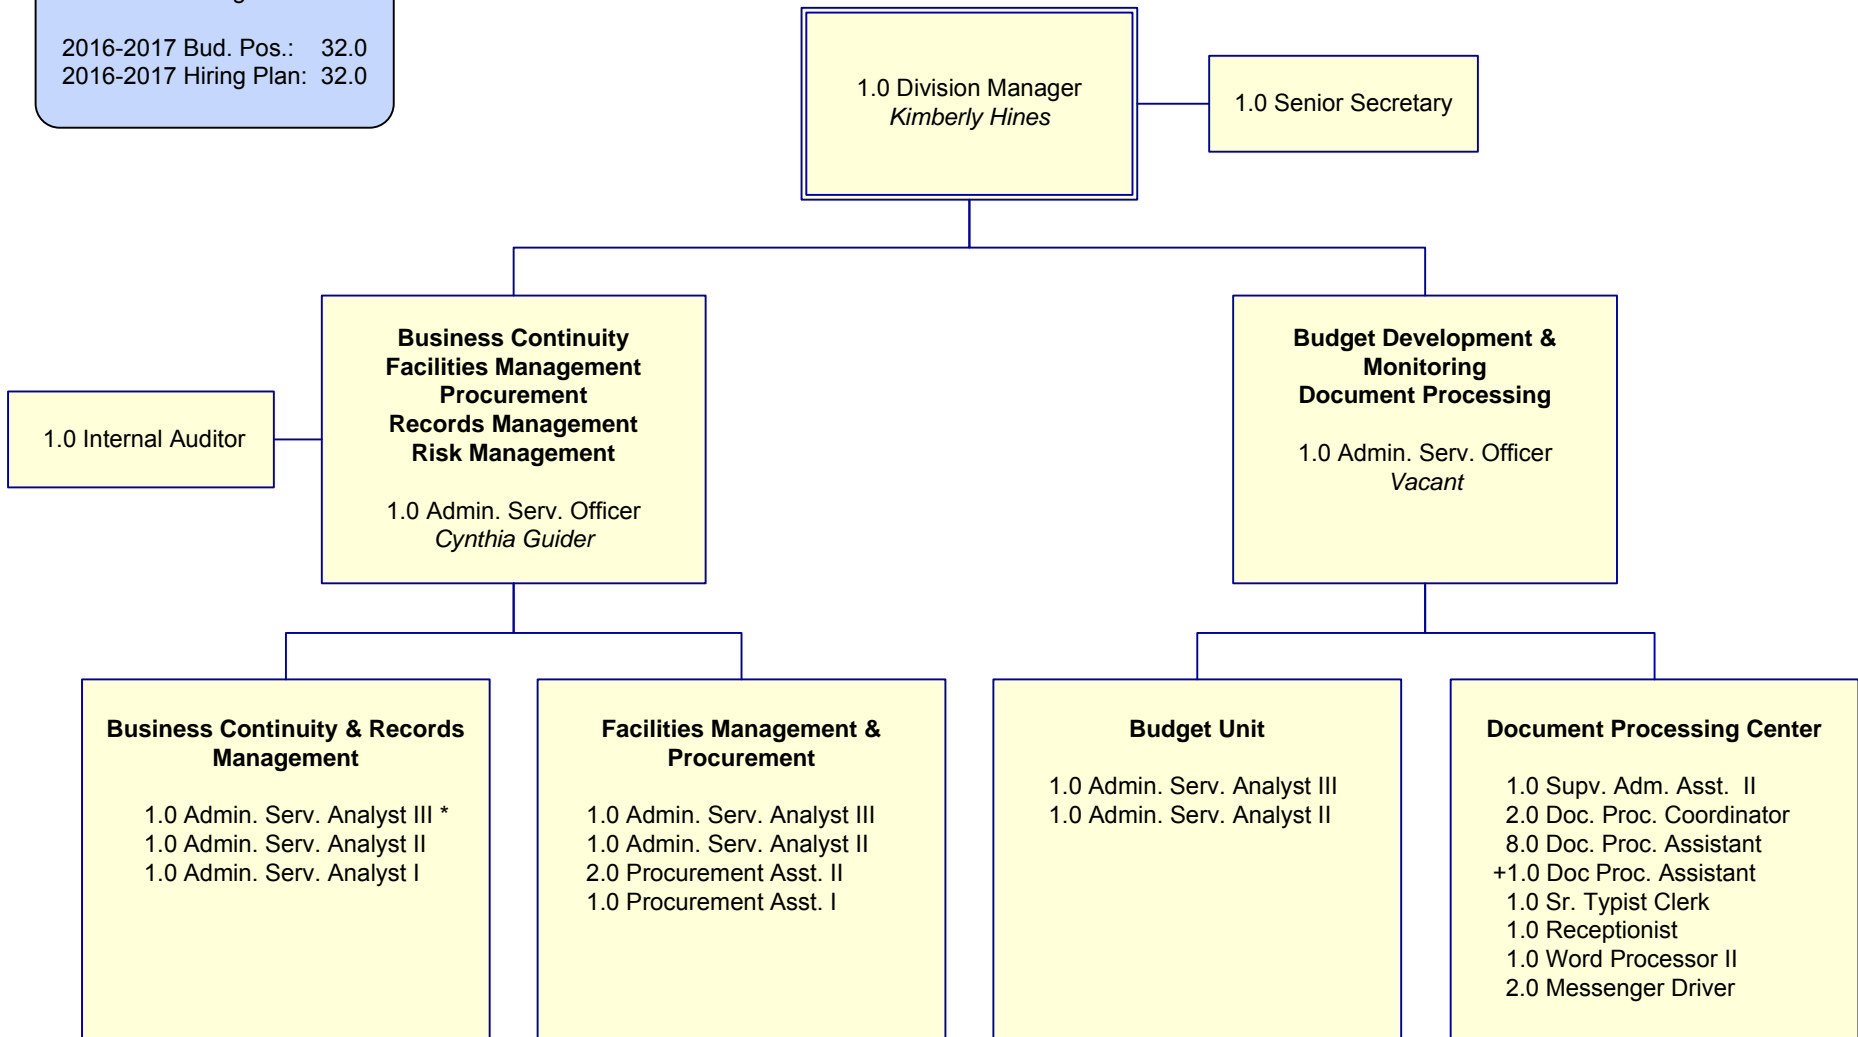 2016-2017 Bud. Pos.: 32.0
2016-2017 Hiring Plan: 32.0
1.0 Division Manager
Kimberly Hines
1.0 Senior Secretary
Business Continuity
Facilities Management
Procurement
Records Management
Risk Management
1.0 Admin. Serv. Officer
Cynthia Guider
Budget Development &
Monitoring
Document Processing
1.0 Admin. Serv. Officer
Vacant
1.0 Internal Auditor
Business Continuity & Records
Management
1.0 Admin. Serv. Analyst III *
1.0 Admin. Serv. Analyst II
1.0 Admin. Serv. Analyst I
Facilities Management &
Procurement
1.0 Admin. Serv. Analyst III
1.0 Admin. Serv. Analyst II
2.0 Procurement Asst. II
1.0 Procurement Asst. I
Budget Unit
1.0 Admin. Serv. Analyst III
1.0 Admin. Serv. Analyst II
Document Processing Center
1.0 Supv. Adm. Asst. II
2.0 Doc. Proc. Coordinator
8.0 Doc. Proc. Assistant
+1.0 Doc Proc. Assistant
1.0 Sr. Typist Clerk
1.0 Receptionist
1.0 Word Processor II
2.0 Messenger Driver